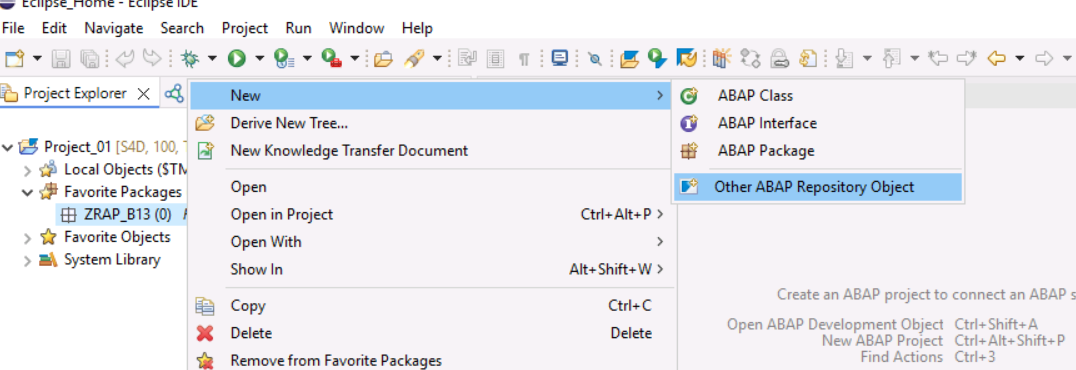 Eclipse_Home - Eclipse IDE
File Edit Navigate Search Project Run Window Help
Project Explorer
Project_01 [S4D, 100,
Local Objects ($TM
Favorite Packages
ZRAP_B13 (0)
Favorite Objects
System Library
New
Derive New Tree...
New Knowledge Transfer Document
Open
Open in Project Ctrl+Alt+P >
Open With >
Show In Alt+Shift+W >
Copy Ctrl+C
Delete Delete
Remove from Favorite Packages
ABAP Class
ABAP Interface
ABAP Package
Other ABAP Repository Object
Create an ABAP project to connect an ABAP s
Open ABAP Development Object Ctrl+Shift+A
New ABAP Project Ctrl+Alt+Shift+P
Find Actions Ctrl+3